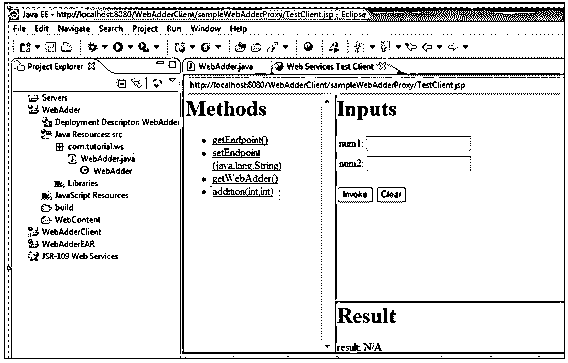 Java EE - http://localhost:8080/WebAdderClient/sampleWebAdderProxy/TestClient.jsp - Eclipse
File Edit Navigate Search Project Run Window Help
Project Explorer
WebAdder.java
Web Services Test Client
http://localhost:8080/WebAdderClient/sampleWebAdderProxy/TestClient.jsp
Servers
WebAdder
Deployment Descriptor: WebAdder
Java Resources: src
com.tutorial.ws
WebAdder.java
WebAdder
Libraries
JavaScript Resources
build
WebContent
WebAdderClient
WebAdderEAR
JSR-109 Web Services
Methods
getEndpoint()
setEndpoint
(java.lang.String)
getWebAdder()
addition(int,int)
Inputs
num1:
num2:
Invoke Clear
Result
result: N/A